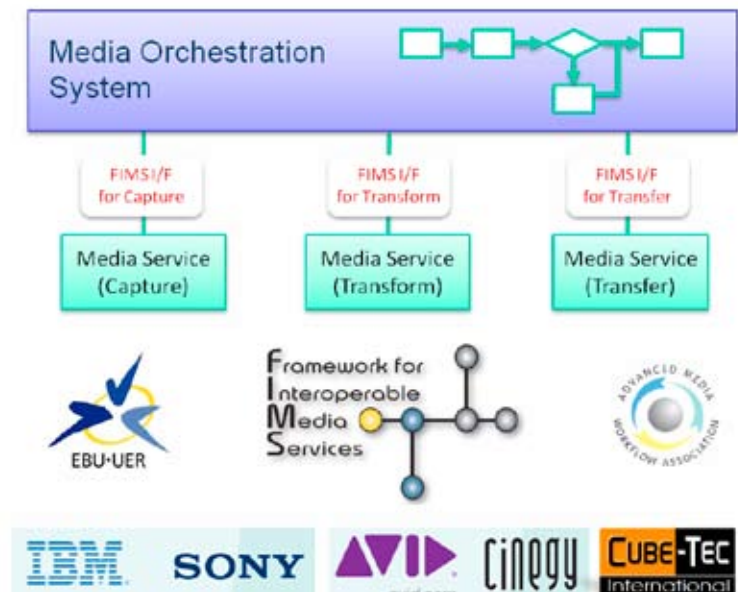 Media Orchestration
System
FIMS I/F
for Capture
FIMS I/F
for Transform
FIMS I/F
for Transfer
Media Service
(Capture)
Media Service
(Transform)
Media Service
(Transfer)
EBU·UER
Framework for
Interoperable
Media
Services
ADVANCED MEDIA
WORKFLOW ASSOCIATION
IBM.
SONY
AVID.
avid.com
cinegy
CUBE-TEC
International